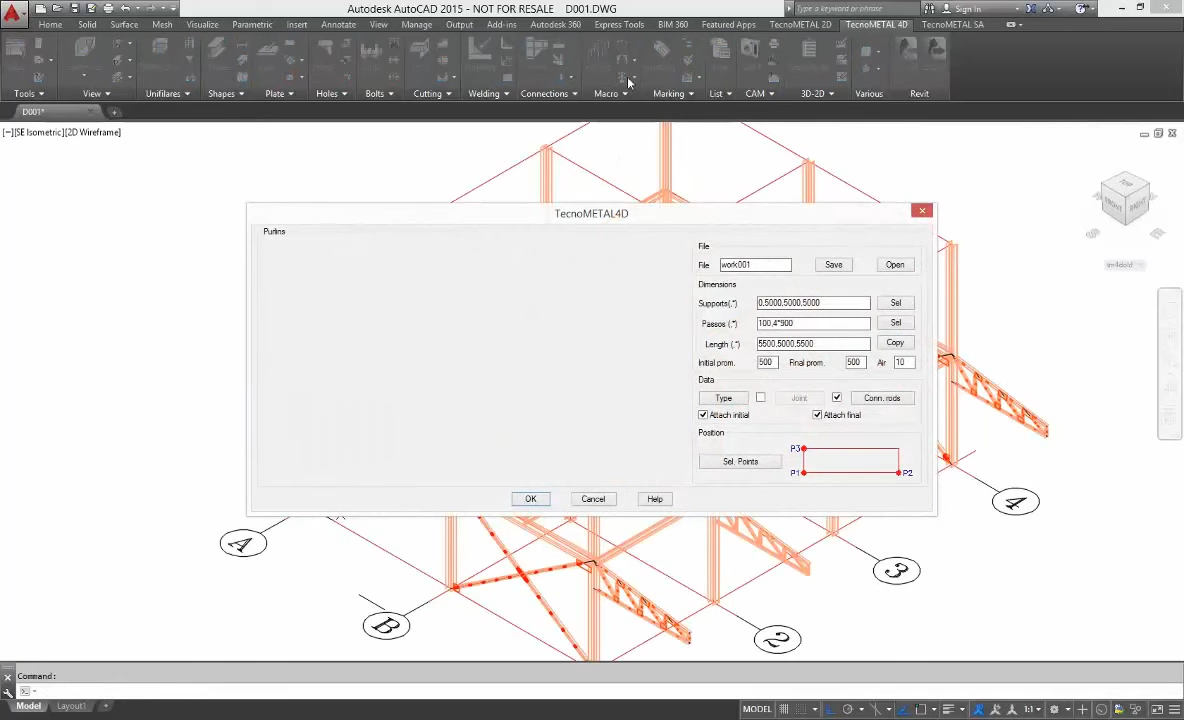 Autodesk AutoCAD 2015 - NOT FOR RESALE D001.DWG
Type a keyword or phrase
Sign In
Home Solid Surface Mesh Visualize Parametric Insert Annotate View Manage Output Add-ins Autodesk 360 Express Tools BIM 360 Featured Apps TecnoMETAL 2D TecnoMETAL 4D TecnoMETAL SA
Tools View Unifilares Shapes Plate Holes Bolts Cutting Welding Connections Macro Marking List CAM 3D-2D Various Revit
D001*
[–][SE Isometric][2D Wireframe]
TOP
FRONT RIGHT
TecnoMETAL4D
Purlins
File
File work001 Save Open
Dimensions
Supports(,*) 0,5000,5000,5000 Sel
Passos (,*) 100,4*900 Sel
Length (,*) 5500,5000,5500 Copy
Initial prom. 500 Final prom. 500 Air 10
Data
Type Joint Conn. rods
Attach initial Attach final
Position
Sel. Points
P3
P1 P2
OK Cancel Help
A
B
2
3
4
Command:
Model Layout1
MODEL 1:1